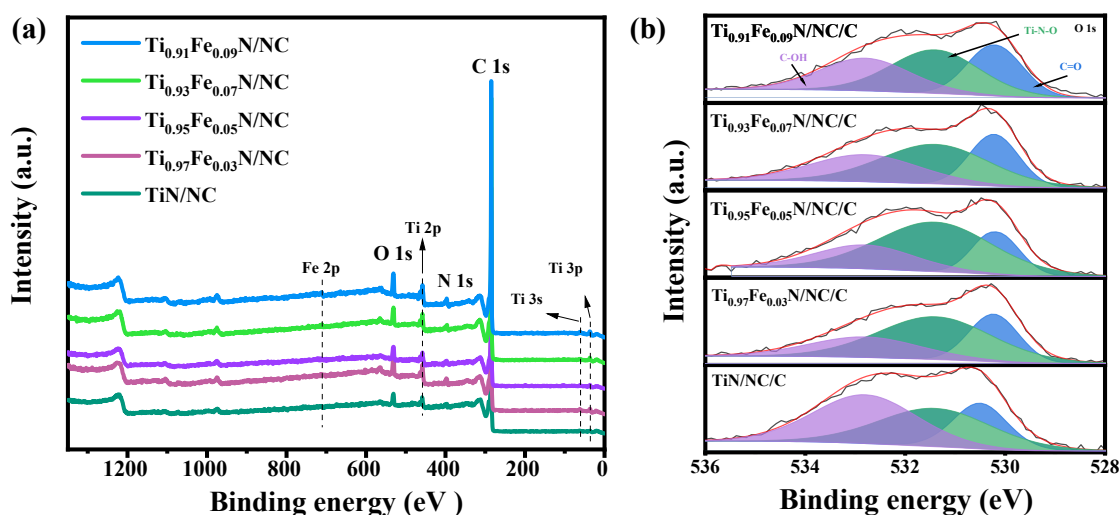 (a)
Ti0.91Fe0.09N/NC
Ti0.93Fe0.07N/NC
Ti0.95Fe0.05N/NC
Ti0.97Fe0.03N/NC
TiN/NC
C 1s
Ti 2p
O 1s
Fe 2p
N 1s
Ti 3p
Ti 3s
Intensity (a.u.)
1200 1000 800 600 400 200 0
Binding energy (eV )
(b)
Ti0.91Fe0.09N/NC/C
Ti-N-O
O 1s
C-OH
C=O
Ti0.93Fe0.07N/NC/C
Ti0.95Fe0.05N/NC/C
Ti0.97Fe0.03N/NC/C
TiN/NC/C
Intensity (a.u.)
536 534 532 530 528
Binding energy (eV)